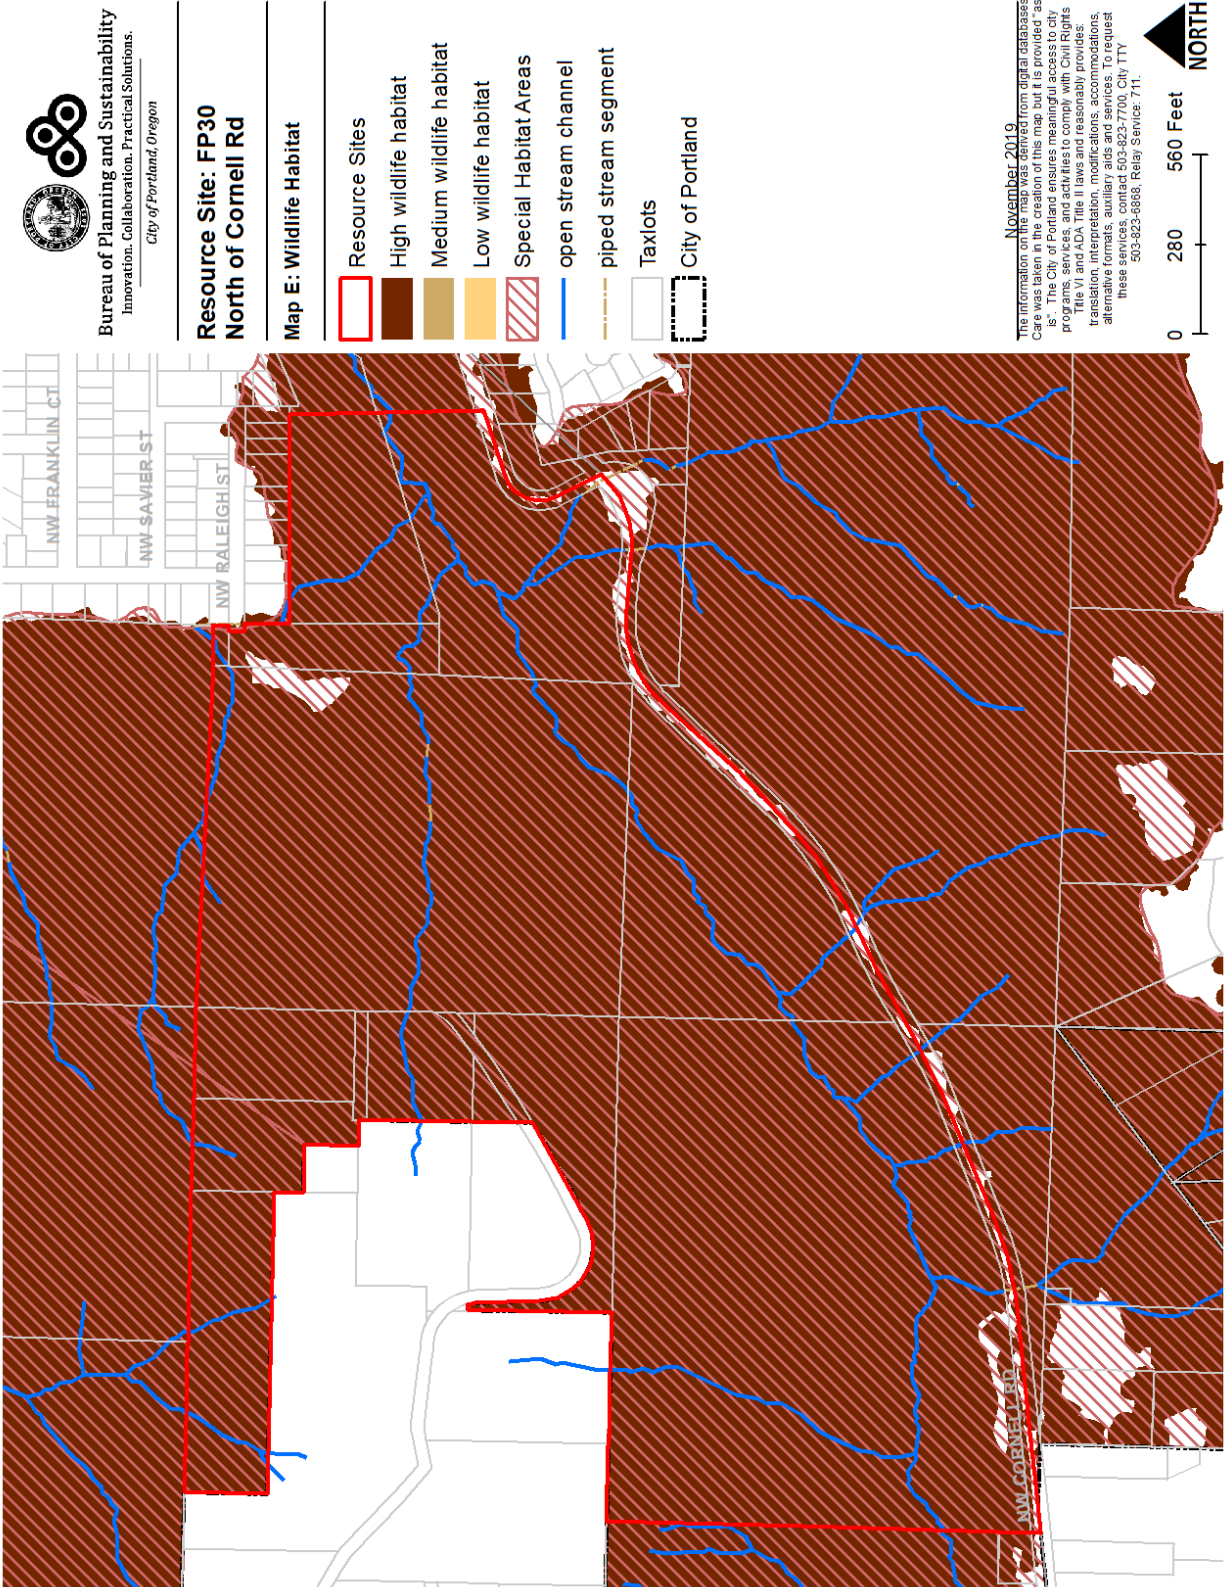 Bureau of Planning and Sustainability
Innovation. Collaboration. Practical Solutions.
City of Portland, Oregon
Resource Site: FP30
North of Cornell Rd
Map E: Wildlife Habitat
Resource Sites
High wildlife habitat
Medium wildlife habitat
Low wildlife habitat
Special Habitat Areas
open stream channel
piped stream segment
Taxlots
City of Portland
November 2019
The information on the map was derived from digital databases
care was taken in the creation of this map but it is provided "as
is". The City of Portland ensures meaningful access to city
programs, services, and activities to comply with Civil Rights
Title VI and ADA Title II laws and reasonably provides:
translation, interpretation, modifications, accommodations,
alternative formats, auxiliary aids and services. To request
these services, contact 503-823-7700, City TTY
503-823-6868, Relay Service: 711.
0 280 560 Feet
NORTH
NW FRANKLIN CT
NW SAVIER ST
NW RALEIGH ST
NW CORNELL RD